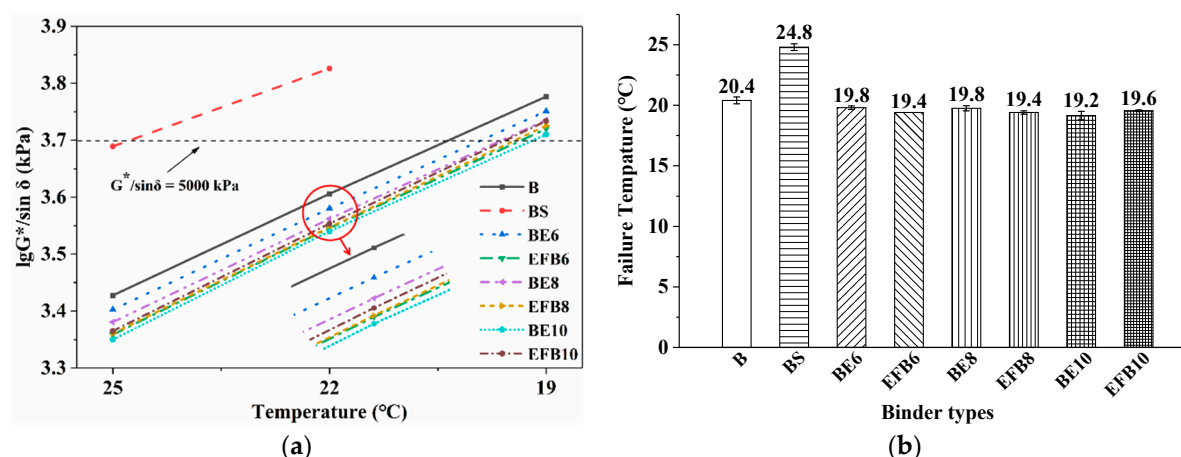 3.9
3.8
3.7
3.6
3.5
3.4
3.3
lgG*/sin δ (kPa)
G*/sinδ = 5000 kPa
B
BS
BE6
EFB6
BE8
EFB8
BE10
EFB10
25
22
19
Temperature (℃)
(a)
25
20
15
10
5
0
Failure Tempature (℃)
20.4
24.8
19.8
19.4
19.8
19.4
19.2
19.6
B
BS
BE6
EFB6
BE8
EFB8
BE10
EFB10
Binder types
(b)